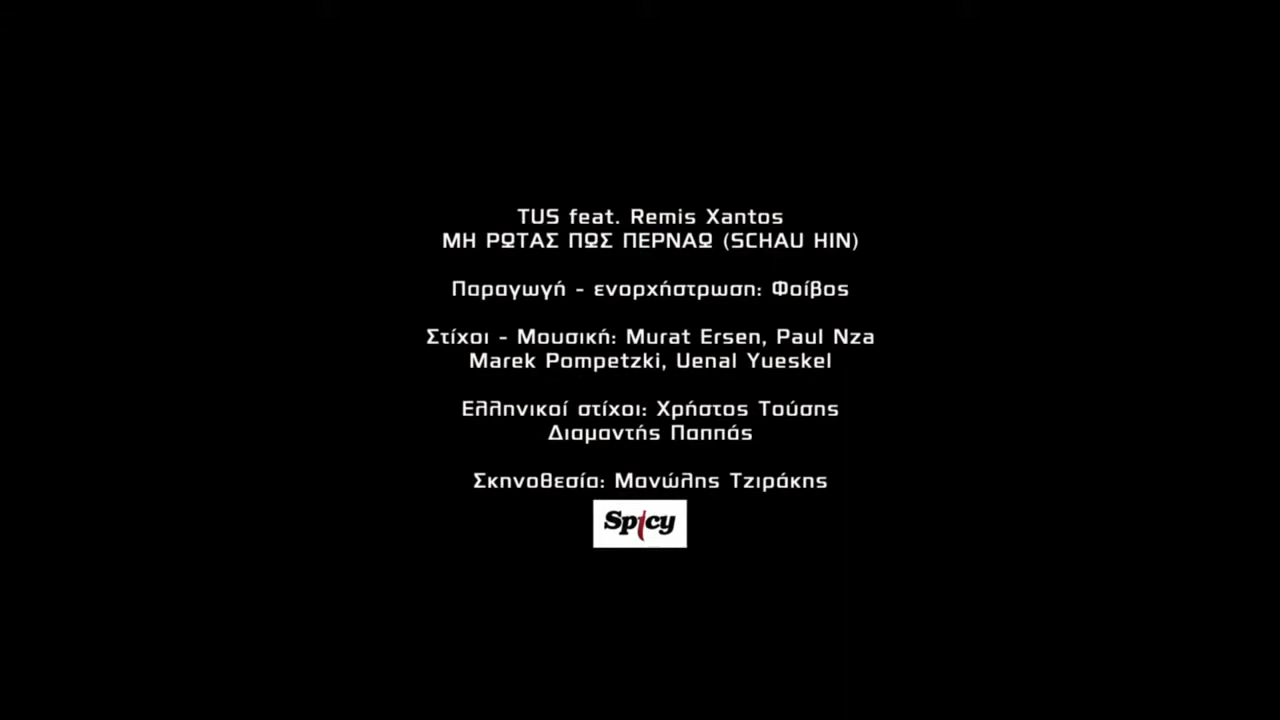 TUS feat. Remis Xantos
ΜΗ ΡΩΤΑΣ ΠΩΣ ΠΕΡΝΑΩ (SCHAU HIN)
Παραγωγή - ενορχήστρωση: Φοίβος
Στίχοι - Μουσική: Murat Ersen, Paul Nza
Marek Pompetzki, Uenal Yueskel
Ελληνικοί στίχοι: Χρήστος Τούσης
Διαμαντής Παππάς
Σκηνοθεσία: Μανώλης Τζιράκης
Spicy